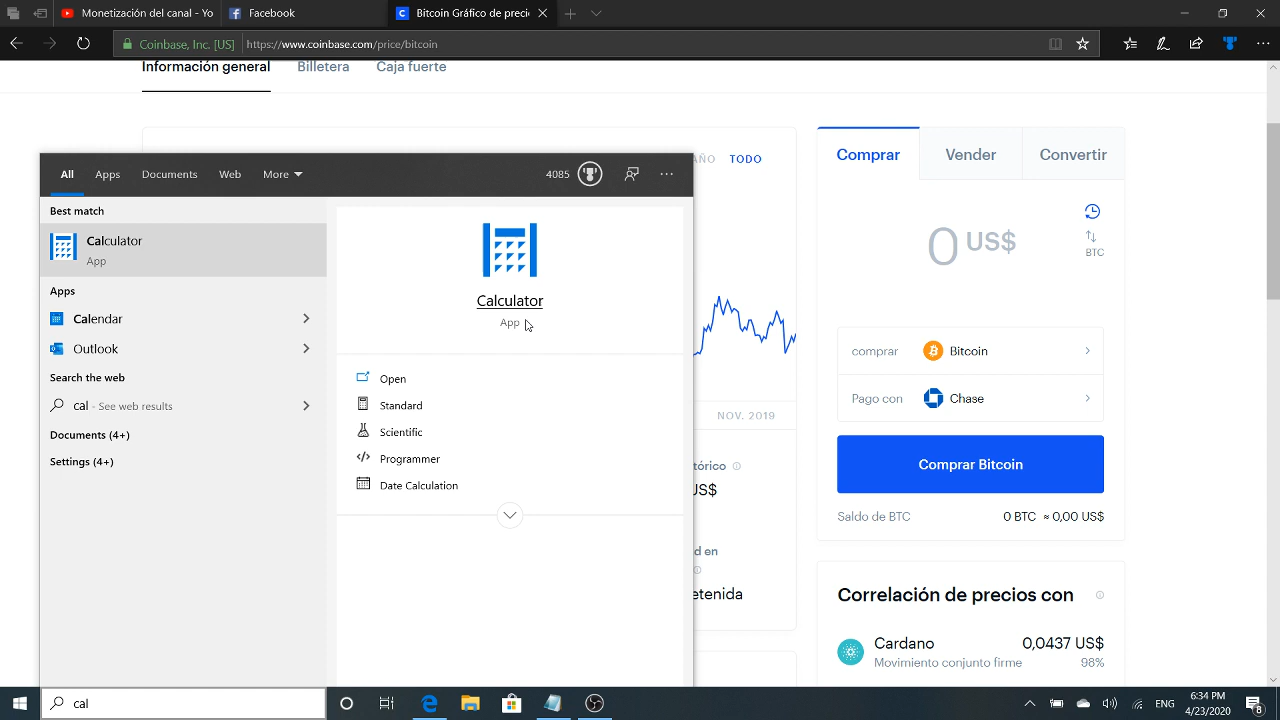 Monetización del canal - Yo
Facebook
Bitcoin Gráfico de preci
Coinbase, Inc. [US]
https://www.coinbase.com/price/bitcoin
Información general
Billetera
Caja fuerte
TODO
NOV. 2019
tórico
US$
d en
etenida
Comprar
Vender
Convertir
0 US$
BTC
comprar
Bitcoin
Pago con
Chase
Comprar Bitcoin
Saldo de BTC
0 BTC ≈ 0,00 US$
Correlación de precios con
Cardano
0,0437 US$
Movimiento conjunto firme
98%
All
Apps
Documents
Web
More
4085
Best match
Calculator
App
Apps
Calendar
Outlook
Search the web
cal - See web results
Documents (4+)
Settings (4+)
Calculator
App
Open
Standard
Scientific
Programmer
Date Calculation
cal
ENG
6:34 PM
4/23/2020
8